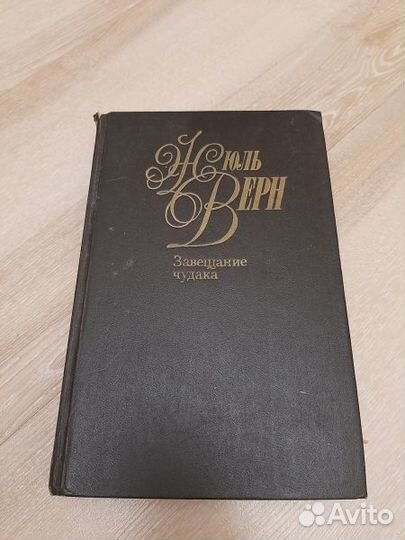 Жюль
Верн
Завещание
чудака
Avito